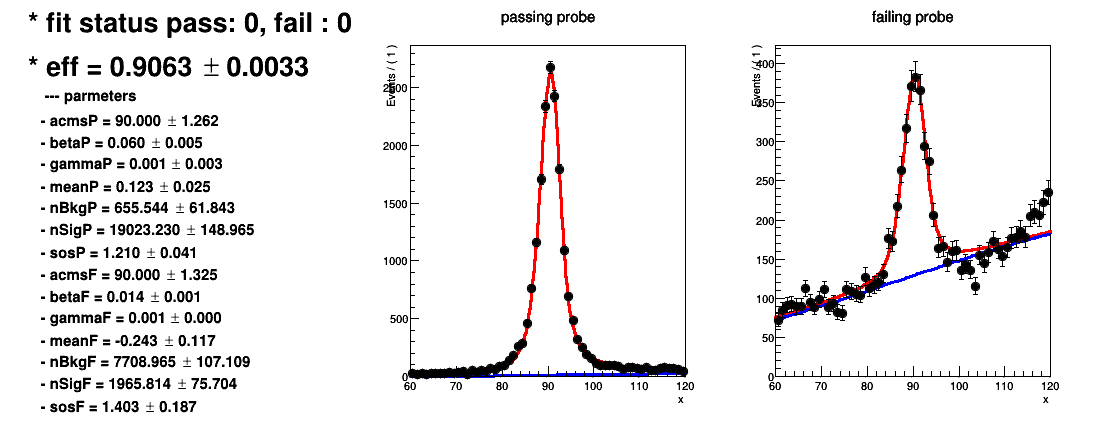 * fit status pass: 0, fail : 0
* eff = 0.9063 ± 0.0033
--- parmeters
- acmsP = 90.000 ± 1.262
- betaP = 0.060 ± 0.005
- gammaP = 0.001 ± 0.003
- meanP = 0.123 ± 0.025
- nBkgP = 655.544 ± 61.843
- nSigP = 19023.230 ± 148.965
- sosP = 1.210 ± 0.041
- acmsF = 90.000 ± 1.325
- betaF = 0.014 ± 0.001
- gammaF = 0.001 ± 0.000
- meanF = -0.243 ± 0.117
- nBkgF = 7708.965 ± 107.109
- nSigF = 1965.814 ± 75.704
- sosF = 1.403 ± 0.187
passing probe
Events / ( 1 )
2500
2000
1500
1000
500
0
60 70 80 90 100 110 120
x
failing probe
Events / ( 1 )
400
350
300
250
200
150
100
50
0
60 70 80 90 100 110 120
x